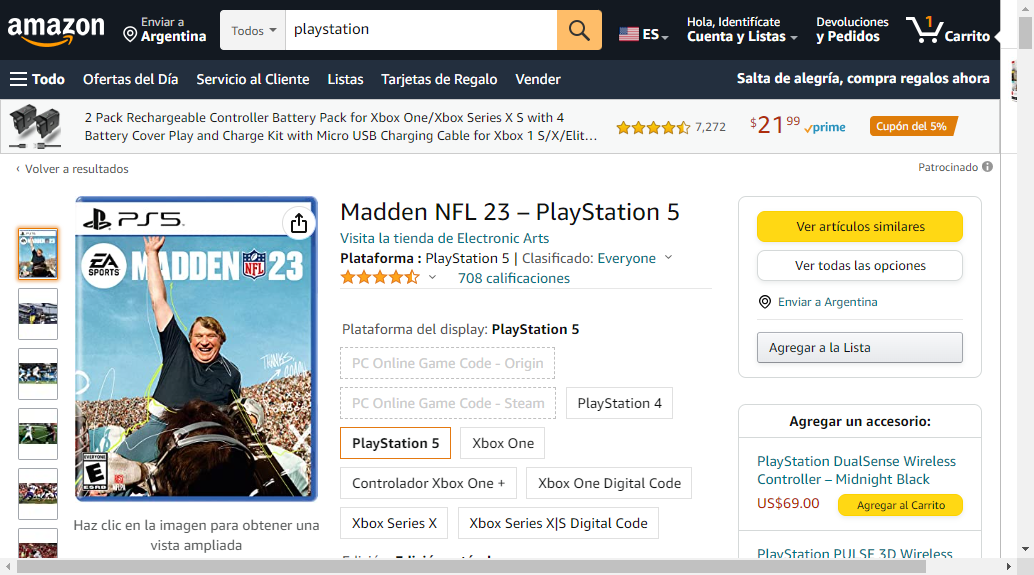 amazon
Enviar a
Argentina
Todos
playstation
ES
Hola, Identifícate
Cuenta y Listas
Devoluciones
y Pedidos
1
Carrito
Todo
Ofertas del Día
Servicio al Cliente
Listas
Tarjetas de Regalo
Vender
Salta de alegría, compra regalos ahora
2 Pack Rechargeable Controller Battery Pack for Xbox One/Xbox Series X S with 4
Battery Cover Play and Charge Kit with Micro USB Charging Cable for Xbox 1 S/X/Elit...
7,272
$21 99
prime
Cupón del 5%
‹ Volver a resultados
Patrocinado
PS5
EA
SPORTS
MADDEN NFL 23
THANKS,
EVERYONE
E
ESRB
Haz clic en la imagen para obtener una
vista ampliada
Madden NFL 23 – PlayStation 5
Visita la tienda de Electronic Arts
Plataforma : PlayStation 5 | Clasificado: Everyone
708 calificaciones
Plataforma del display: PlayStation 5
PC Online Game Code - Origin
PC Online Game Code - Steam
PlayStation 4
PlayStation 5
Xbox One
Controlador Xbox One +
Xbox One Digital Code
Xbox Series X
Xbox Series X|S Digital Code
Ver artículos similares
Ver todas las opciones
Enviar a Argentina
Agregar a la Lista
Agregar un accesorio:
PlayStation DualSense Wireless
Controller – Midnight Black
US$69.00
Agregar al Carrito
PlayStation PULSE 3D Wireless